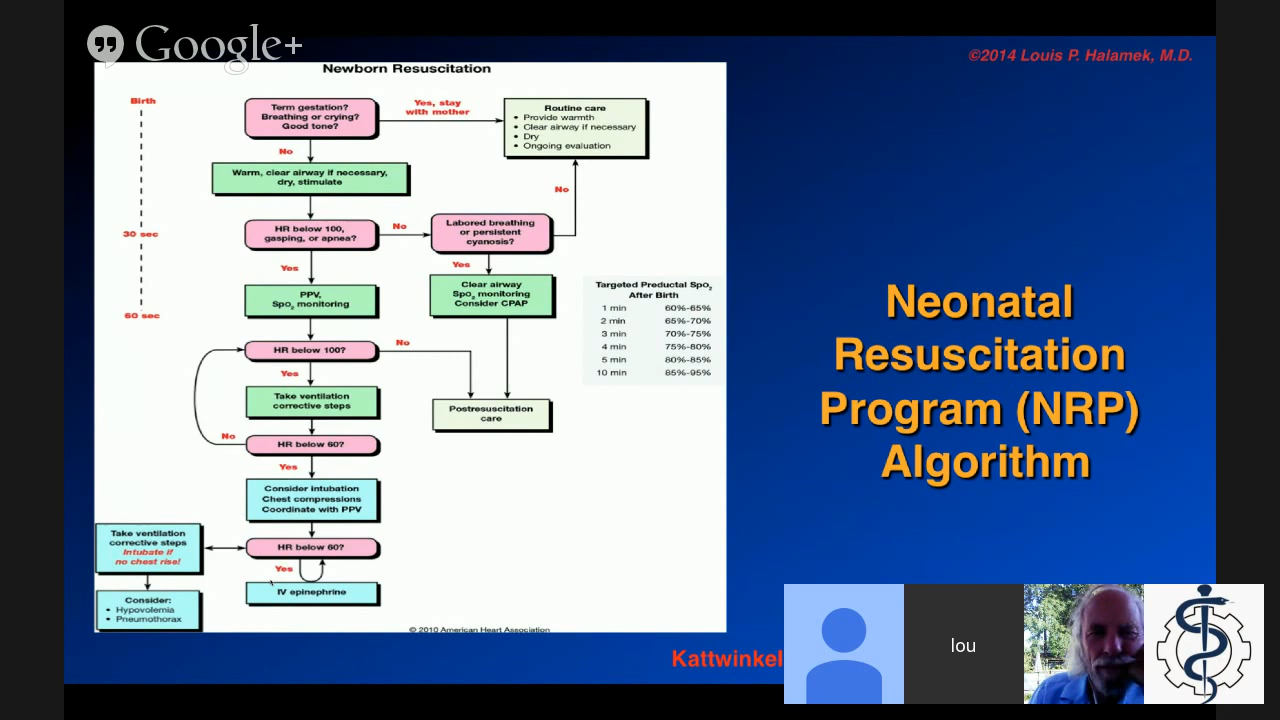 Google+
©2014 Louis P. Halamek, M.D.
Newborn Resuscitation
Birth
30 sec
60 sec
Term gestation?
Breathing or crying?
Good tone?
Yes, stay
with mother
Routine care
• Provide warmth
• Clear airway if necessary
• Dry
• Ongoing evaluation
No
Warm, clear airway if necessary,
dry, stimulate
No
HR below 100,
gasping, or apnea?
No
Labored breathing
or persistent
cyanosis?
Yes
Yes
PPV,
SpO₂ monitoring
Clear airway
SpO₂ monitoring
Consider CPAP
Targeted Preductal SpO₂
After Birth
1 min 60%-65%
2 min 65%-70%
3 min 70%-75%
4 min 75%-80%
5 min 80%-85%
10 min 85%-95%
HR below 100?
No
Yes
Take ventilation
corrective steps
Postresuscitation
care
No
HR below 60?
Yes
Consider intubation
Chest compressions
Coordinate with PPV
Take ventilation
corrective steps
Intubate if
no chest rise!
HR below 60?
Yes
IV epinephrine
Consider:
• Hypovolemia
• Pneumothorax
© 2010 American Heart Association
Neonatal
Resuscitation
Program (NRP)
Algorithm
Kattwinkel
lou